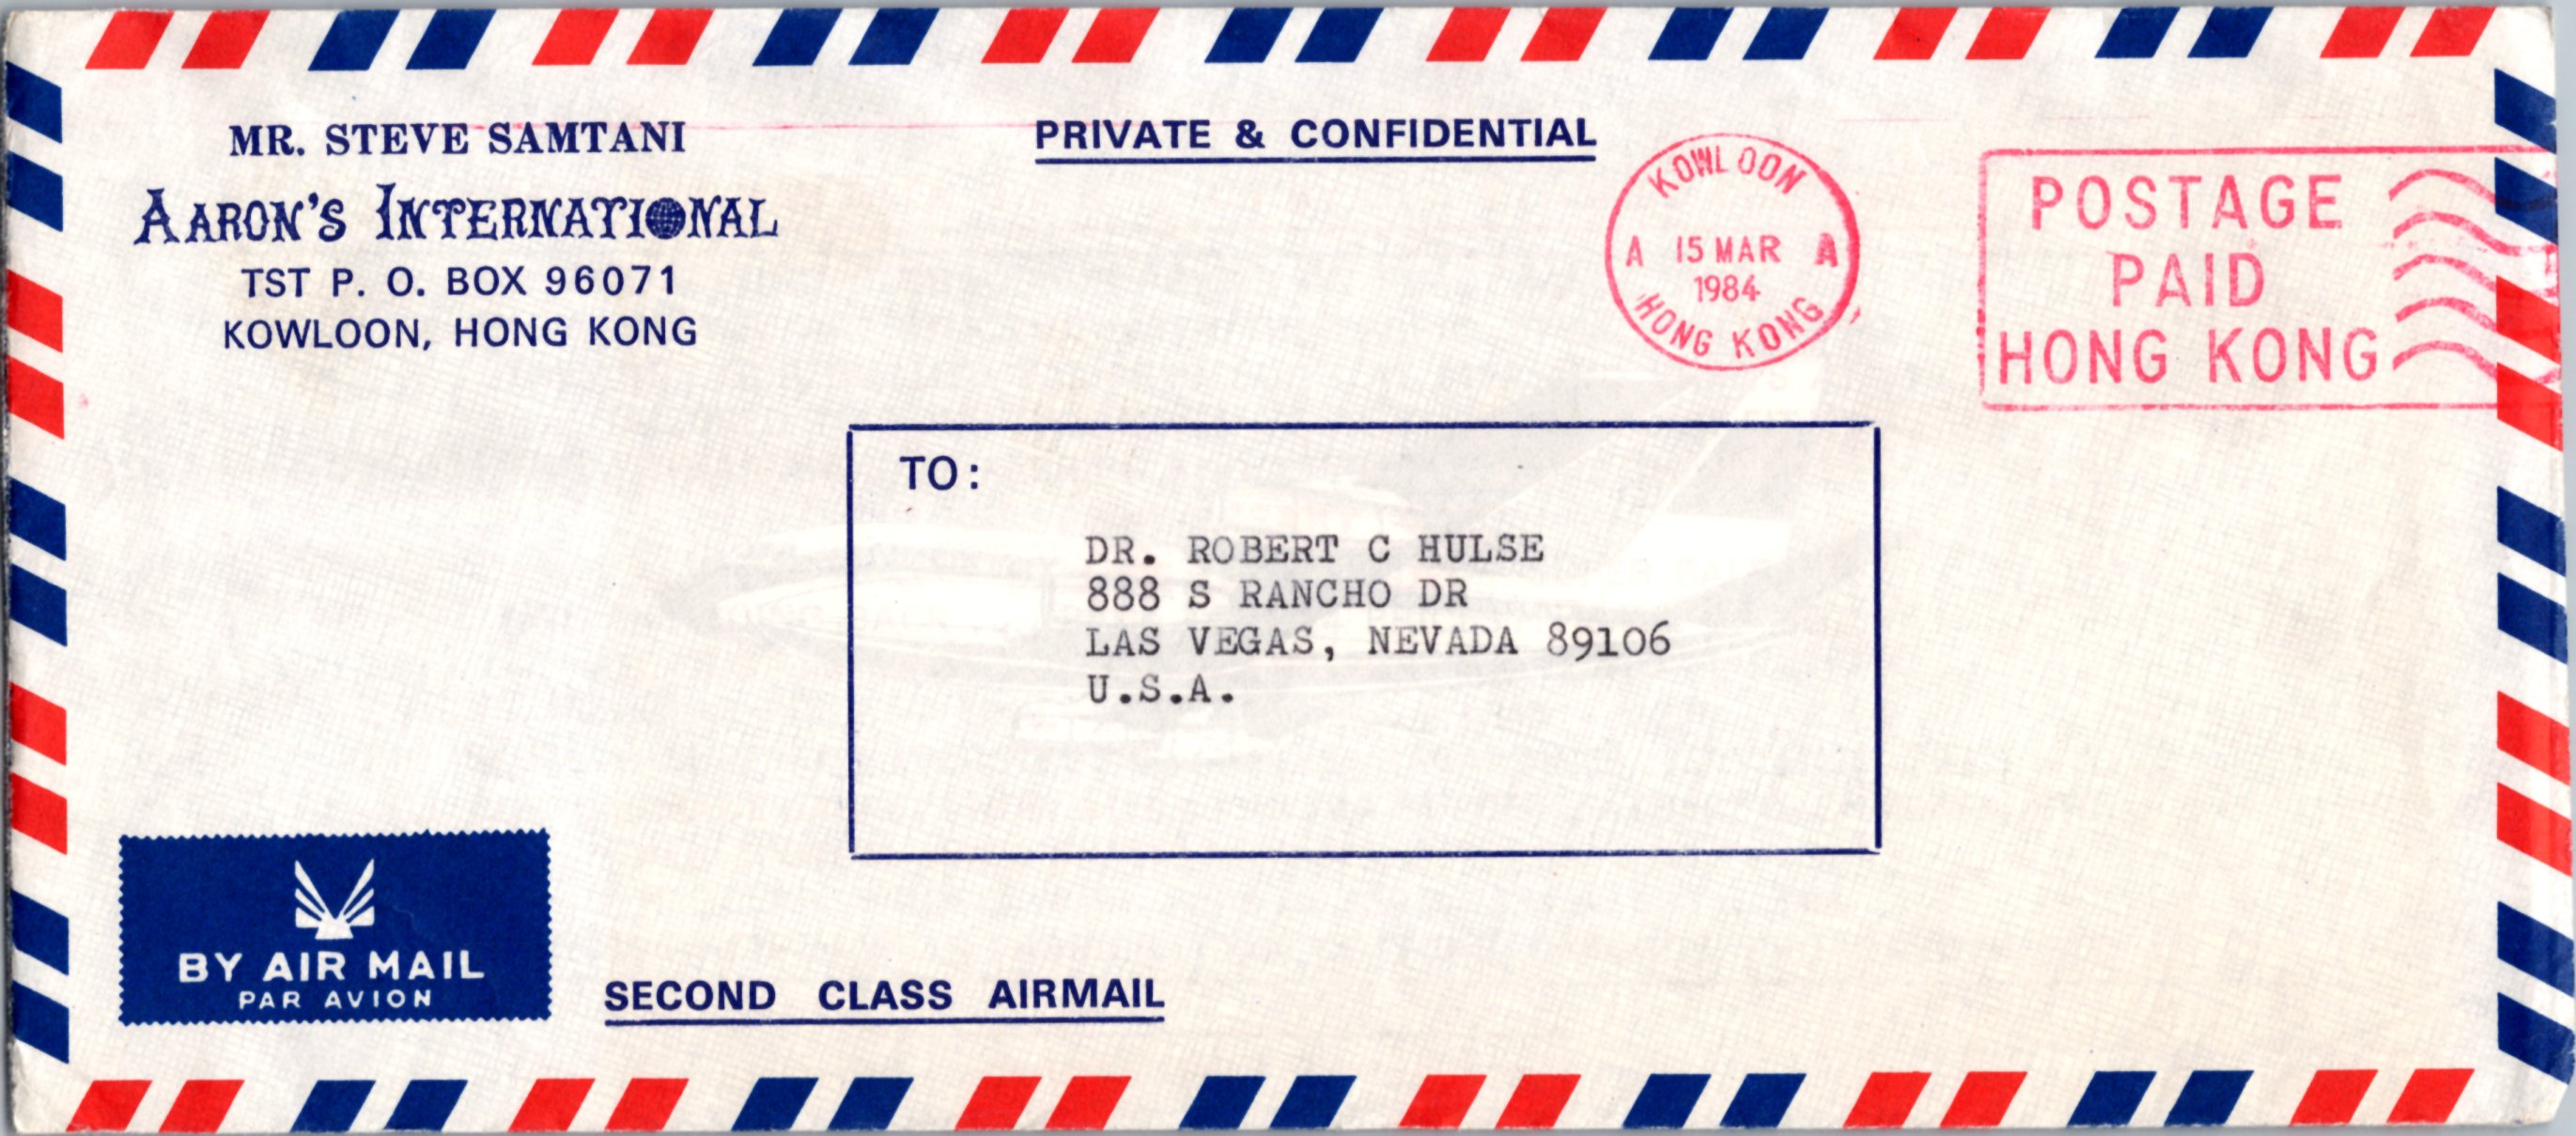 MR. STEVE SAMTANI
AARON'S INTERNATIONAL
TST P. O. BOX 96071
KOWLOON, HONG KONG
PRIVATE & CONFIDENTIAL
KOWLOON
A 15 MAR A
1984
HONG KONG
POSTAGE
PAID
HONG KONG
TO:
DR. ROBERT C HULSE
888 S RANCHO DR
LAS VEGAS, NEVADA 89106
U.S.A.
BY AIR MAIL
PAR AVION
SECOND CLASS AIRMAIL